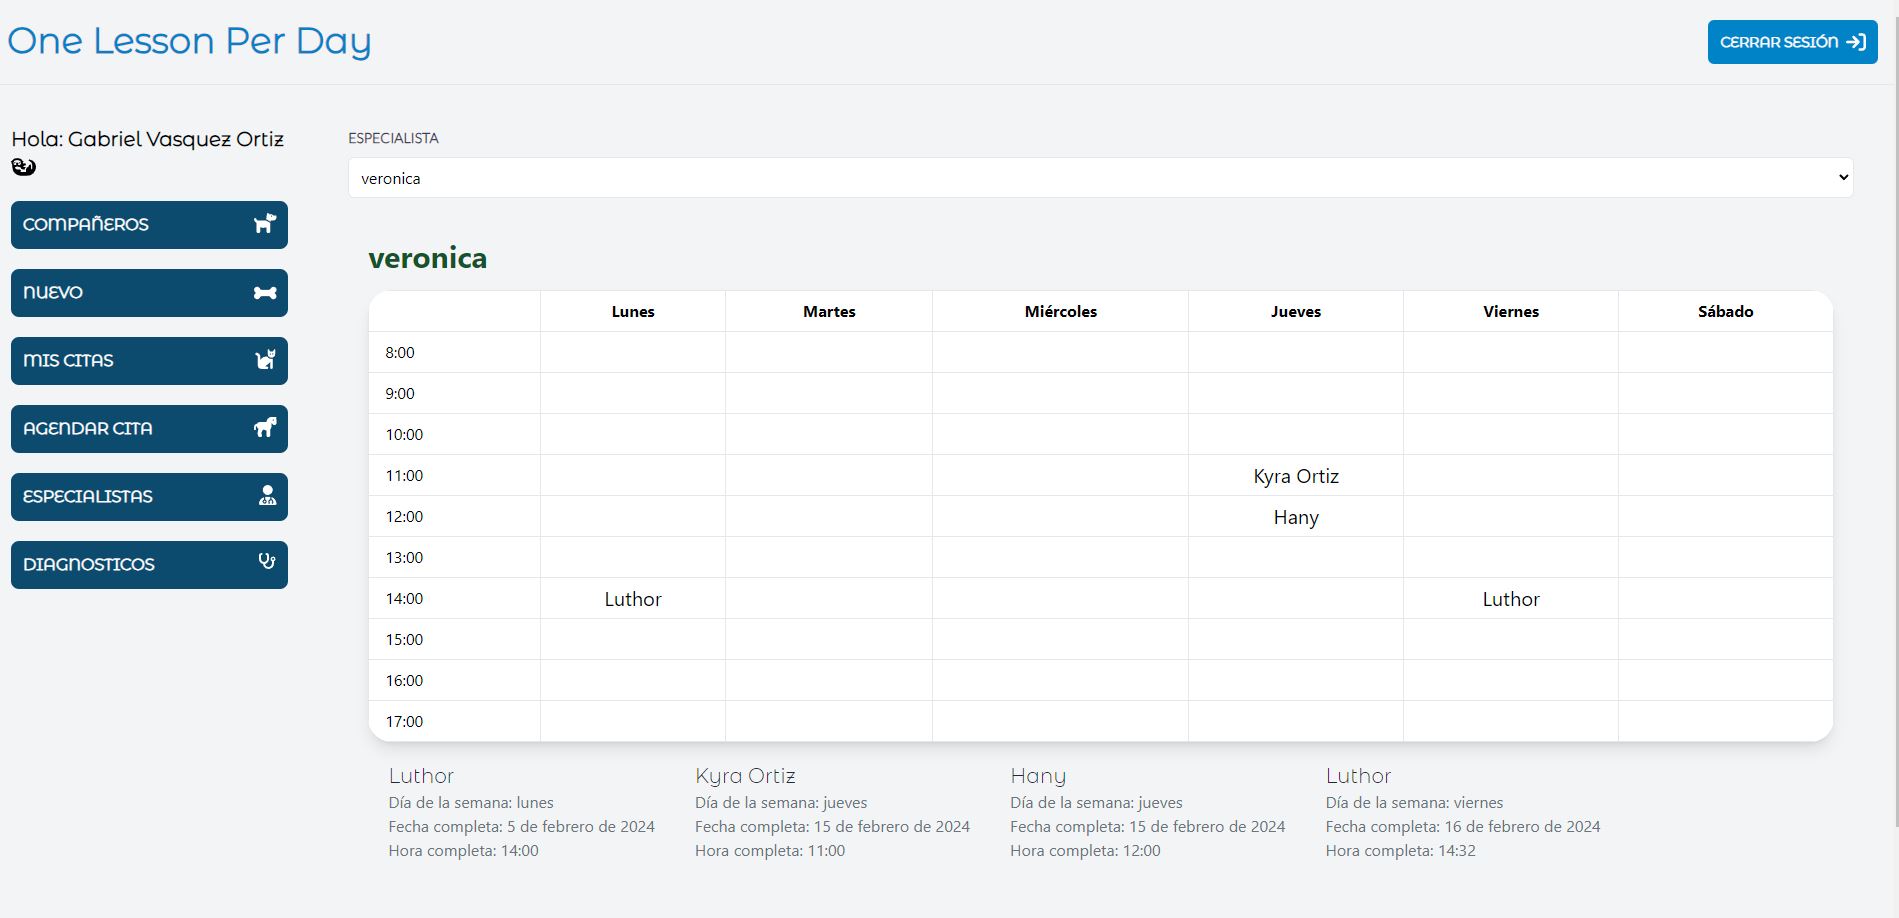 One Lesson Per Day
CERRAR SESIÓN
Hola: Gabriel Vasquez Ortiz
COMPAÑEROS
NUEVO
MIS CITAS
AGENDAR CITA
ESPECIALISTAS
DIAGNOSTICOS
ESPECIALISTA
veronica
veronica
Lunes Martes Miércoles Jueves Viernes Sábado
8:00
9:00
10:00
11:00 Kyra Ortiz
12:00 Hany
13:00
14:00 Luthor Luthor
15:00
16:00
17:00
Luthor
Día de la semana: lunes
Fecha completa: 5 de febrero de 2024
Hora completa: 14:00
Kyra Ortiz
Día de la semana: jueves
Fecha completa: 15 de febrero de 2024
Hora completa: 11:00
Hany
Día de la semana: jueves
Fecha completa: 15 de febrero de 2024
Hora completa: 12:00
Luthor
Día de la semana: viernes
Fecha completa: 16 de febrero de 2024
Hora completa: 14:32